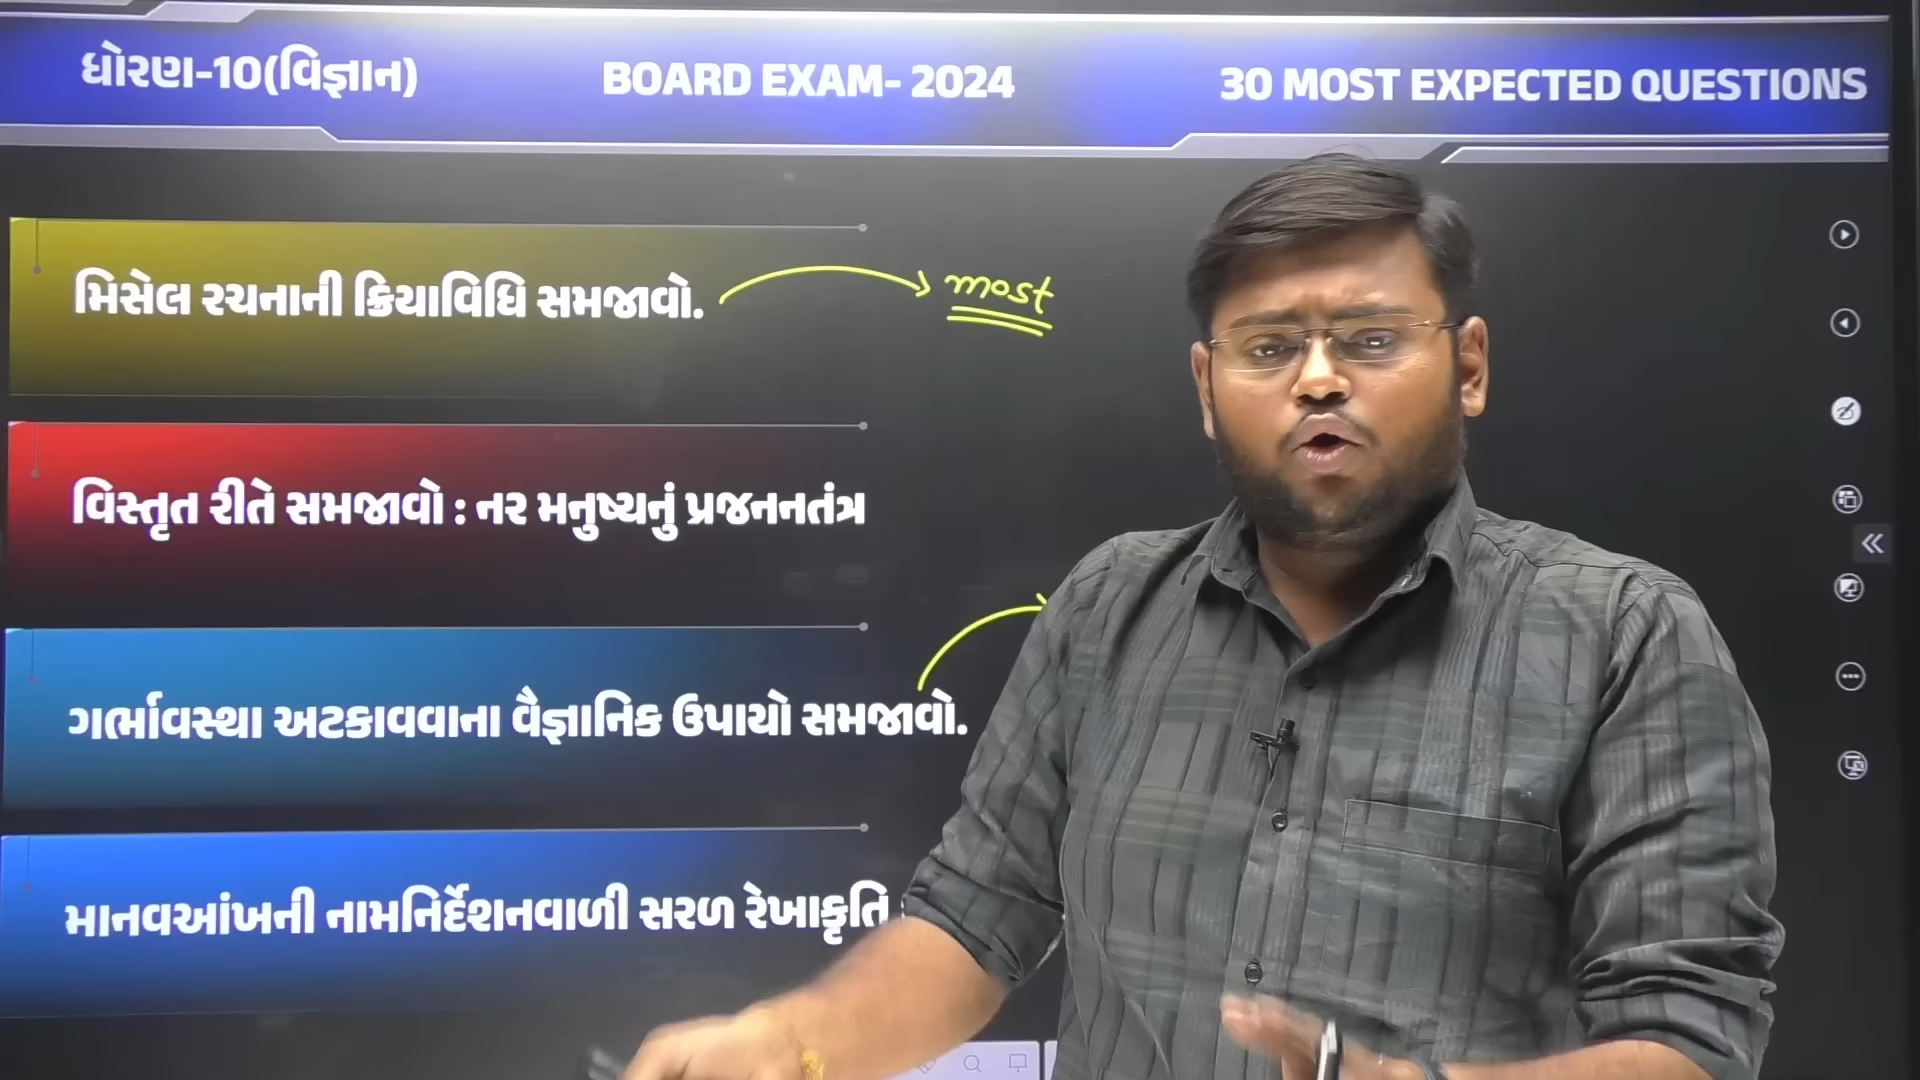 ધોરણ-10(વિજ્ઞાન)
BOARD EXAM- 2024
30 MOST EXPECTED QUESTIONS
મિસેલ રચનાની ક્રિયાવિધિ સમજાવો.
most
વિસ્તૃત રીતે સમજાવો : નર મનુષ્યનું પ્રજનનતંત્ર
ગર્ભાવસ્થા અટકાવવાના વૈજ્ઞાનિક ઉપાયો સમજાવો.
માનવઆંખની નામનિર્દેશનવાળી સરળ રેખાકૃતિ